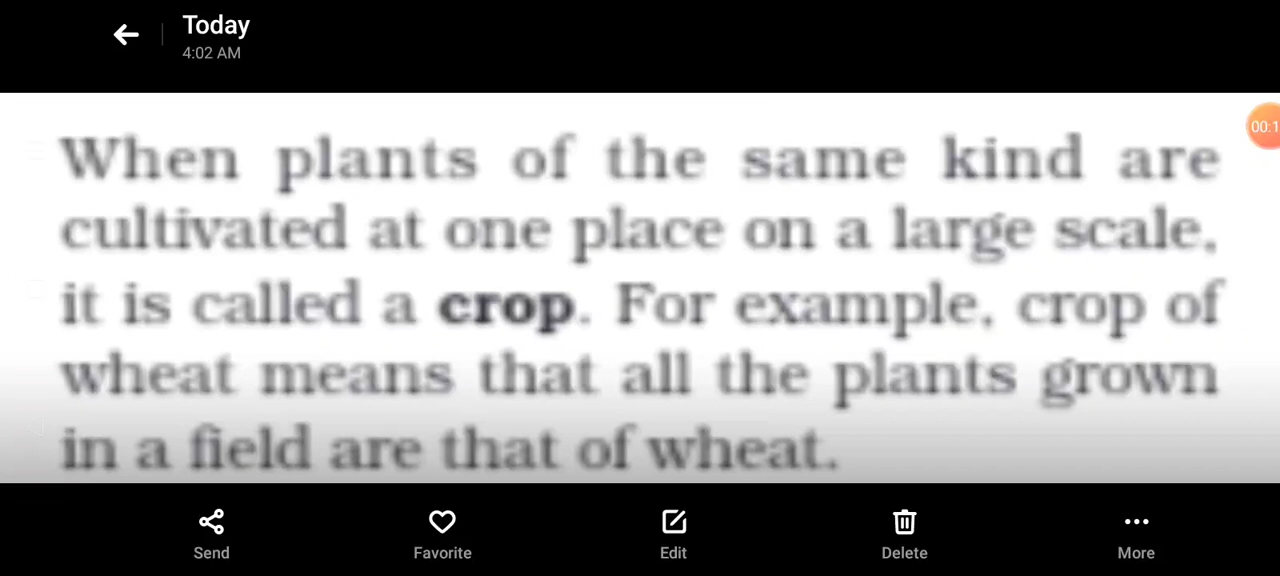 Today
4:02 AM
00:1
When plants of the same kind are
cultivated at one place on a large scale,
it is called a crop. For example, crop of
wheat means that all the plants grown
in a field are that of wheat.
Send Favorite Edit Delete More